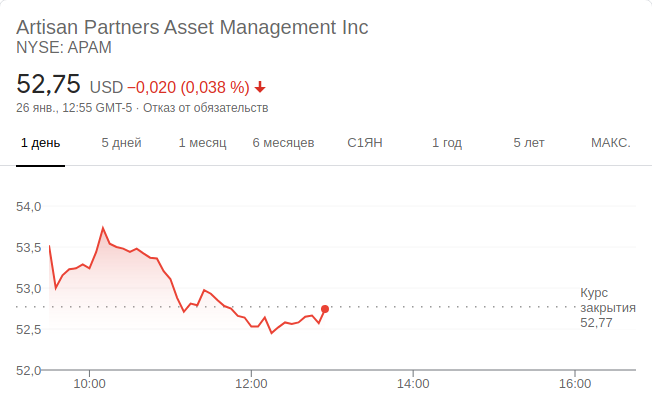 Artisan Partners Asset Management Inc
NYSE: APAM
52,75 USD −0,020 (0,038 %)
26 янв., 12:55 GMT-5 · Отказ от обязательств
1 день 5 дней 1 месяц 6 месяцев С1ЯН 1 год 5 лет МАКС.
54,0
53,5
53,0
52,5
52,0
Курс
закрытия
52,77
10:00 12:00 14:00 16:00